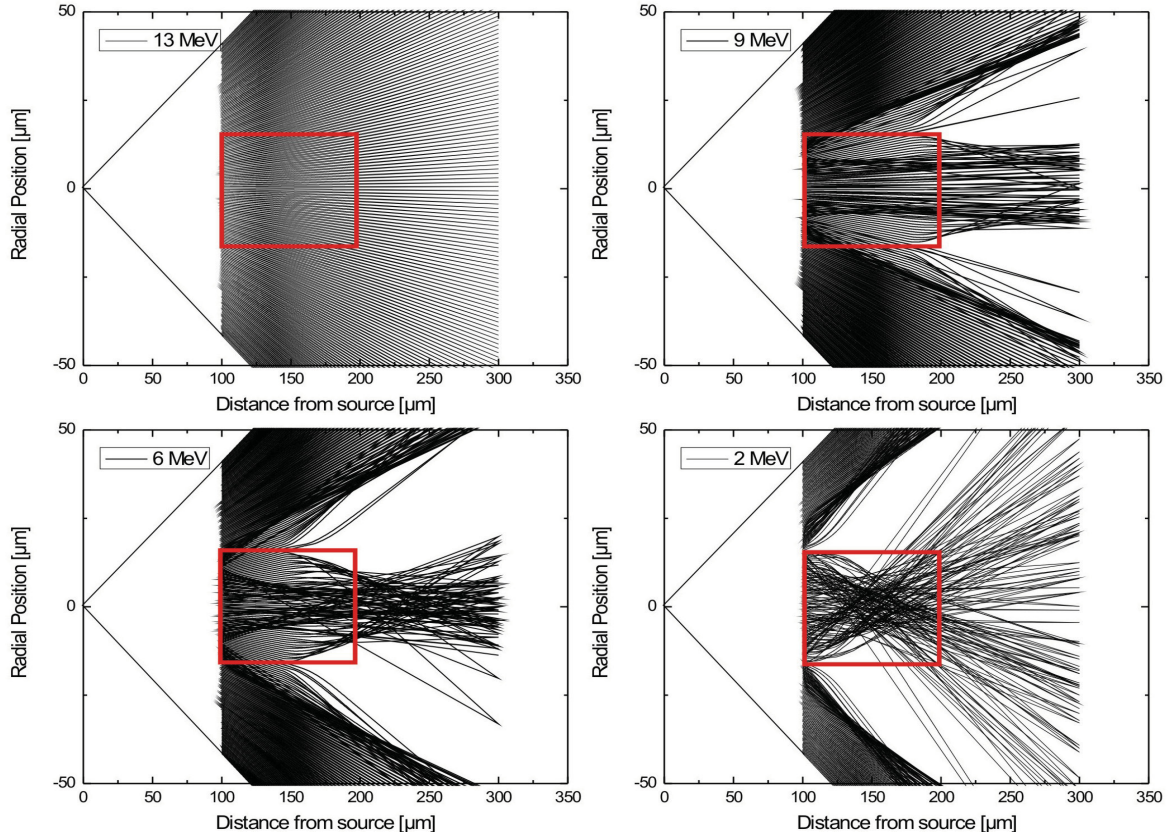 50
13 MeV
0
-50
Radial Position [µm]
0 50 100 150 200 250 300 350
Distance from source [µm]
50
9 MeV
0
-50
Radial Position [µm]
0 50 100 150 200 250 300 350
Distance from source [µm]
50
6 MeV
0
-50
Radial Position [µm]
0 50 100 150 200 250 300 350
Distance from source [µm]
50
2 MeV
0
-50
Radial Position [µm]
0 50 100 150 200 250 300 350
Distance from source [µm]